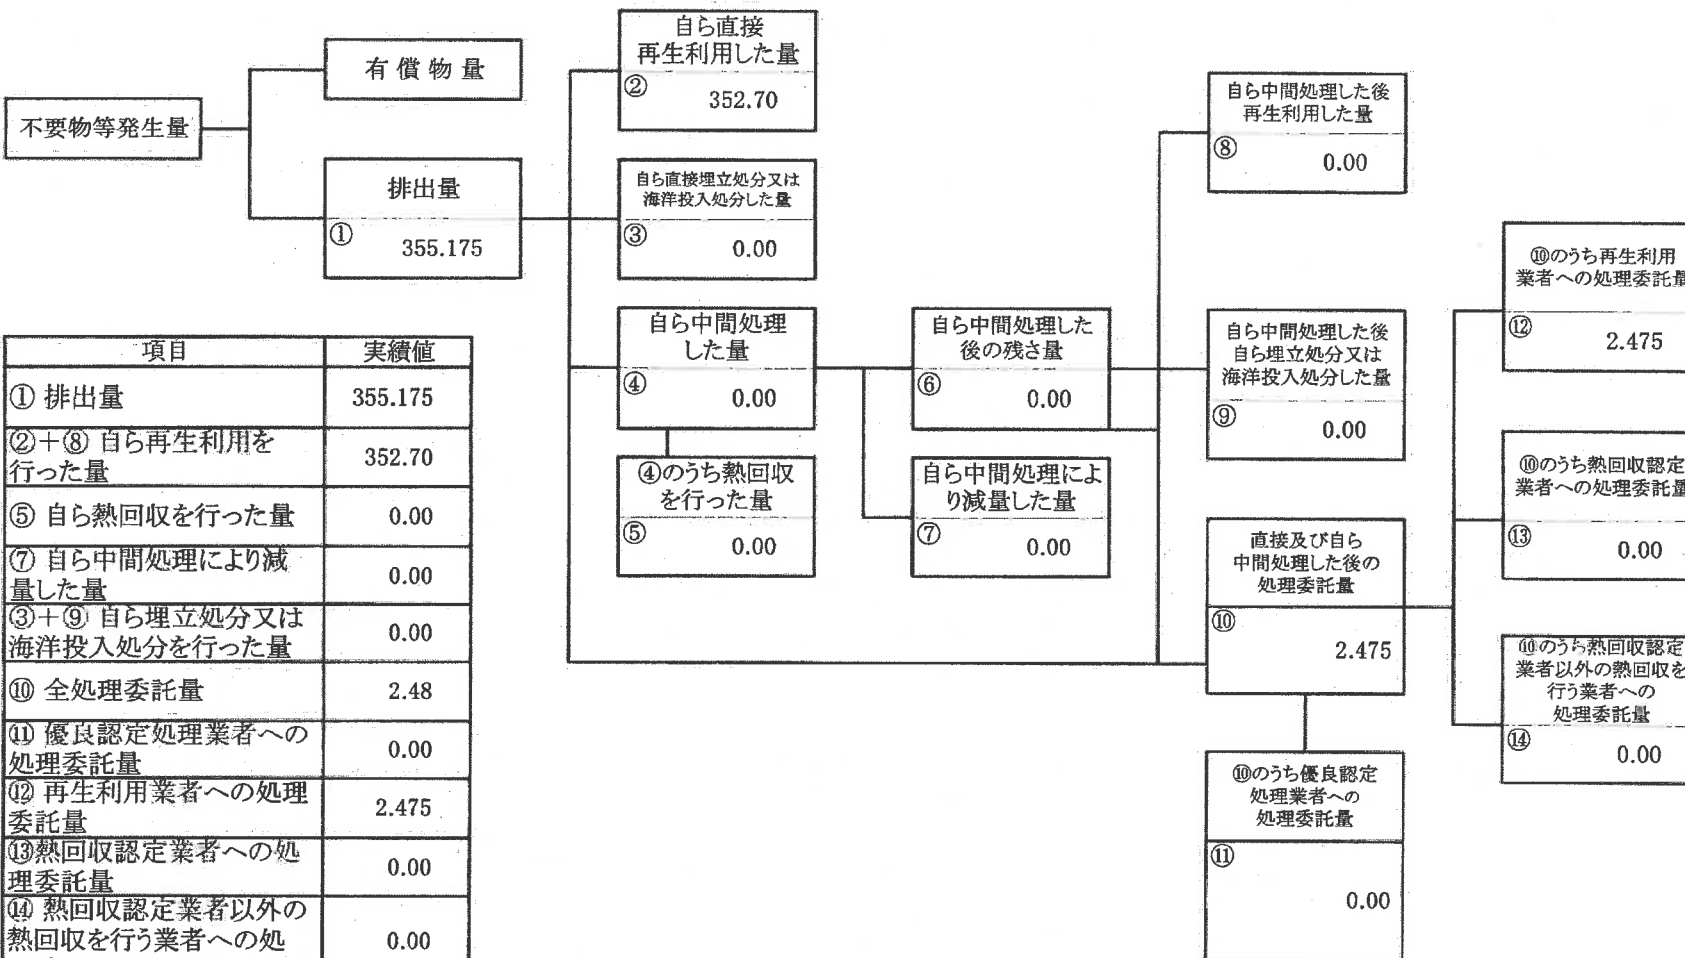 不要物等発生量
有償物量
排出量
①
355.175
自ら直接
再生利用した量
②
352.70
自ら直接埋立処分又は
海洋投入処分した量
③
0.00
自ら中間処理
した量
④
0.00
④のうち熱回収
を行った量
⑤
0.00
自ら中間処理した
後の残さ量
⑥
0.00
自ら中間処理によ
り減量した量
⑦
0.00
自ら中間処理した後
再生利用した量
⑧
0.00
自ら中間処理した後
自ら埋立処分又は
海洋投入処分した量
⑨
0.00
直接及び自ら
中間処理した後の
処理委託量
⑩
2.475
⑩のうち優良認定
処理業者への
処理委託量
⑪
0.00
⑩のうち再生利用
業者への処理委託量
⑫
2.475
⑩のうち熱回収認定
業者への処理委託量
⑬
0.00
⑩のうち熱回収認定
業者以外の熱回収を
行う業者への
処理委託量
⑭
0.00
項目 実績値
① 排出量 355.175
②＋⑧ 自ら再生利用を
行った量 352.70
⑤ 自ら熱回収を行った量 0.00
⑦ 自ら中間処理により減
量した量 0.00
③＋⑨ 自ら埋立処分又は
海洋投入処分を行った量 0.00
⑩ 全処理委託量 2.48
⑪ 優良認定処理業者への
処理委託量 0.00
⑫ 再生利用業者への処理
委託量 2.475
⑬熱回収認定業者への処
理委託量 0.00
⑭ 熱回収認定業者以外の
熱回収を行う業者への処 0.00